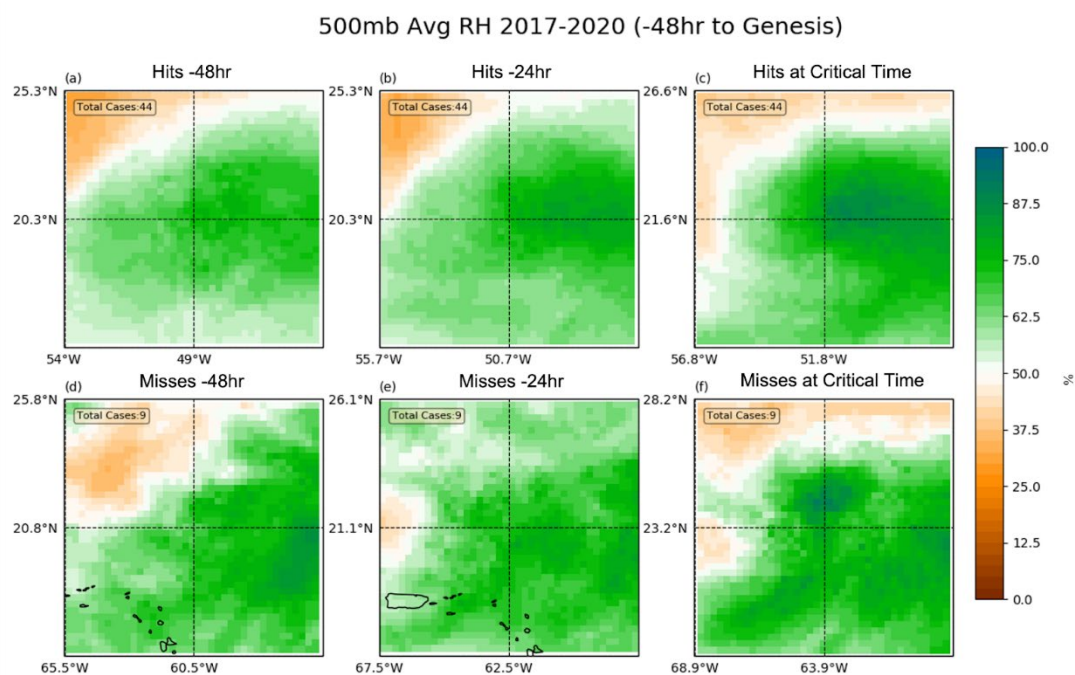 500mb Avg RH 2017-2020 (-48hr to Genesis)
(a) Hits -48hr
(b) Hits -24hr
(c) Hits at Critical Time
25.3°N
Total Cases:44
25.3°N
Total Cases:44
26.6°N
Total Cases:44
20.3°N
20.3°N
21.6°N
54°W
49°W
55.7°W
50.7°W
56.8°W
51.8°W
100.0
87.5
75.0
62.5
50.0
37.5
25.0
12.5
0.0
%
(d) Misses -48hr
(e) Misses -24hr
(f) Misses at Critical Time
25.8°N
Total Cases:9
26.1°N
Total Cases:9
28.2°N
Total Cases:9
20.8°N
21.1°N
23.2°N
65.5°W
60.5°W
67.5°W
62.5°W
68.9°W
63.9°W